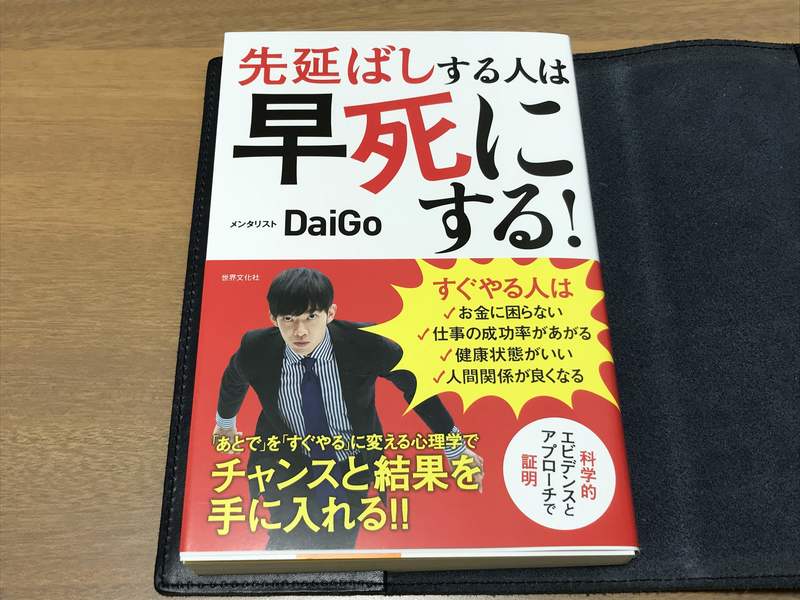 先延ばしする人は
早死に
する!
メンタリスト DaiGo
世界文化社
すぐやる人は
✓お金に困らない
✓仕事の成功率があがる
✓健康状態がいい
✓人間関係が良くなる
「あとで」を「すぐやる」に変える心理学で
チャンスと結果を
手に入れる!!
科学的
エビデンスと
アプローチで
証明